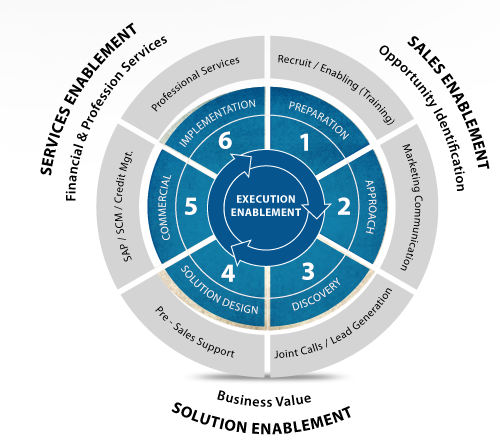 SERVICES ENABLEMENT
Financial & Profession Services
SALES ENABLEMENT
Opportunity Identification
Professional Services
Recruit / Enabling (Training)
Marketing Communication
Joint Calls / Lead Generation
Pre - Sales Support
SAP / SCM / Credit Mgt.
IMPLEMENTATION
6
PREPARATION
1
APPROACH
2
DISCOVERY
3
SOLUTION DESIGN
4
COMMERCIAL
5
EXECUTION
ENABLEMENT
Business Value
SOLUTION ENABLEMENT